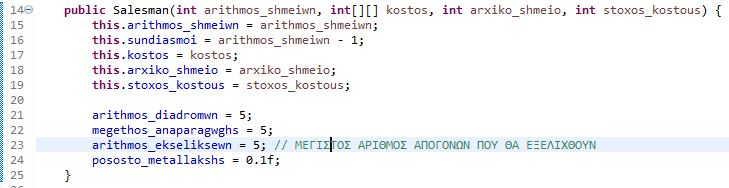 14 public Salesman(int arithmos_shmeiwn, int[][] kostos, int arxiko_shmeio, int stoxos_kostous) {
15 this.arithmos_shmeiwn = arithmos_shmeiwn;
16 this.sundiasmoi = arithmos_shmeiwn - 1;
17 this.kostos = kostos;
18 this.arxiko_shmeio = arxiko_shmeio;
19 this.stoxos_kostous = stoxos_kostous;
20
21 arithmos_diadromwn = 5;
22 megethos_anaparagwghs = 5;
23 arithmos_ekseliksewn = 5; // ΜΕΓΙΣΤΟΣ ΑΡΙΘΜΟΣ ΑΠΟΓΟΝΩΝ ΠΟΥ ΘΑ ΕΞΕΛΙΧΘΟΥΝ
24 pososto_metallakshs = 0.1f;
25 }